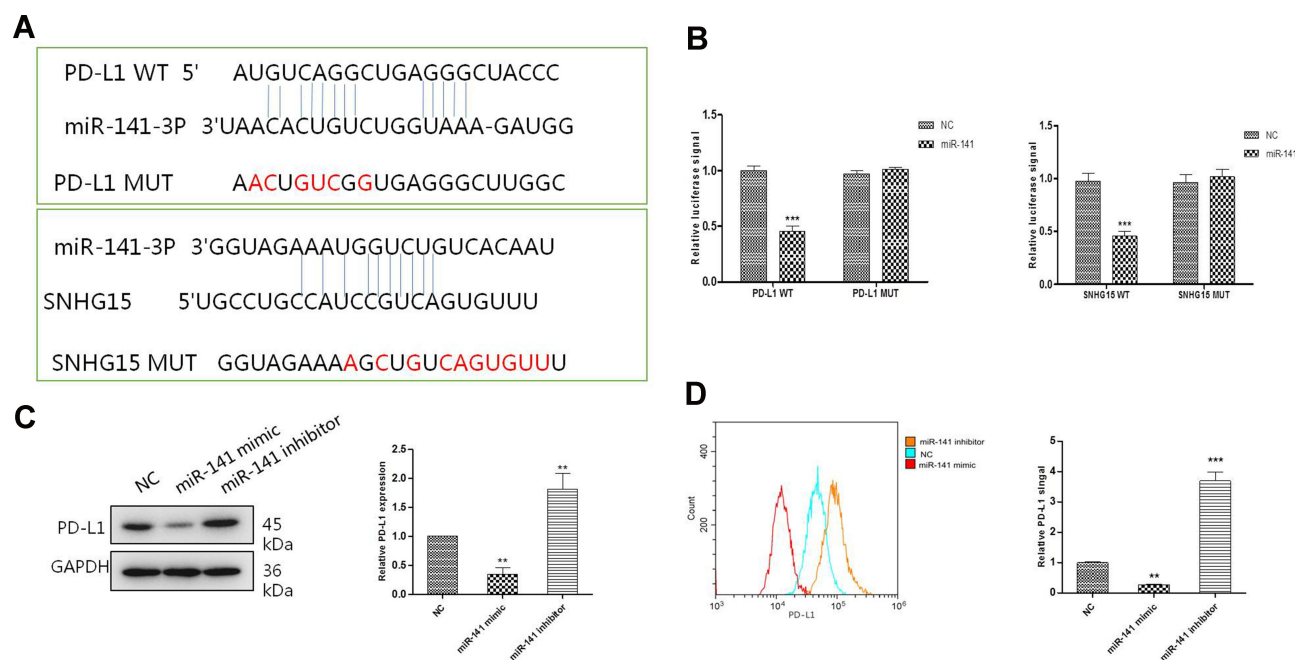 A
PD-L1 WT 5' AUGUCAGGCUGAGGGCUACCC
miR-141-3P 3'UAACACUGUCUGGUAAA-GAUGG
PD-L1 MUT AACUGUCGGUGAGGGCUUGGC
miR-141-3P 3'GGUAGAAAUGGUCUGUCACAAU
SNHG15 5'UGCCUGCCAUCCGUCAGUGUUU
SNHG15 MUT GGUAGAAAAGCUGUCAGUGUUU
B
Relative luciferase signal
1.5
1.0
0.5
0.0
***
PD-L1 WT PD-L1 MUT
NC
miR-141
Relative luciferase signal
1.5
1.0
0.5
0.0
***
SNHG15 WT SNHG15 MUT
NC
miR-141
C
NC miR-141 mimic miR-141 inhibitor
PD-L1 45
kDa
GAPDH 36
kDa
Relative PD-L1 expression
2.5
2.0
1.5
1.0
0.5
0.0
**
**
NC miR-141 mimic miR-141 inhibitor
D
Count
400
200
10³ 10⁴ 10⁵ 10⁶
PD-L1
miR-141 inhibitor
NC
miR-141 mimic
Relative PD-L1 singal
5
4
3
2
1
0
**
***
NC miR-141 mimic miR-141 inhibitor